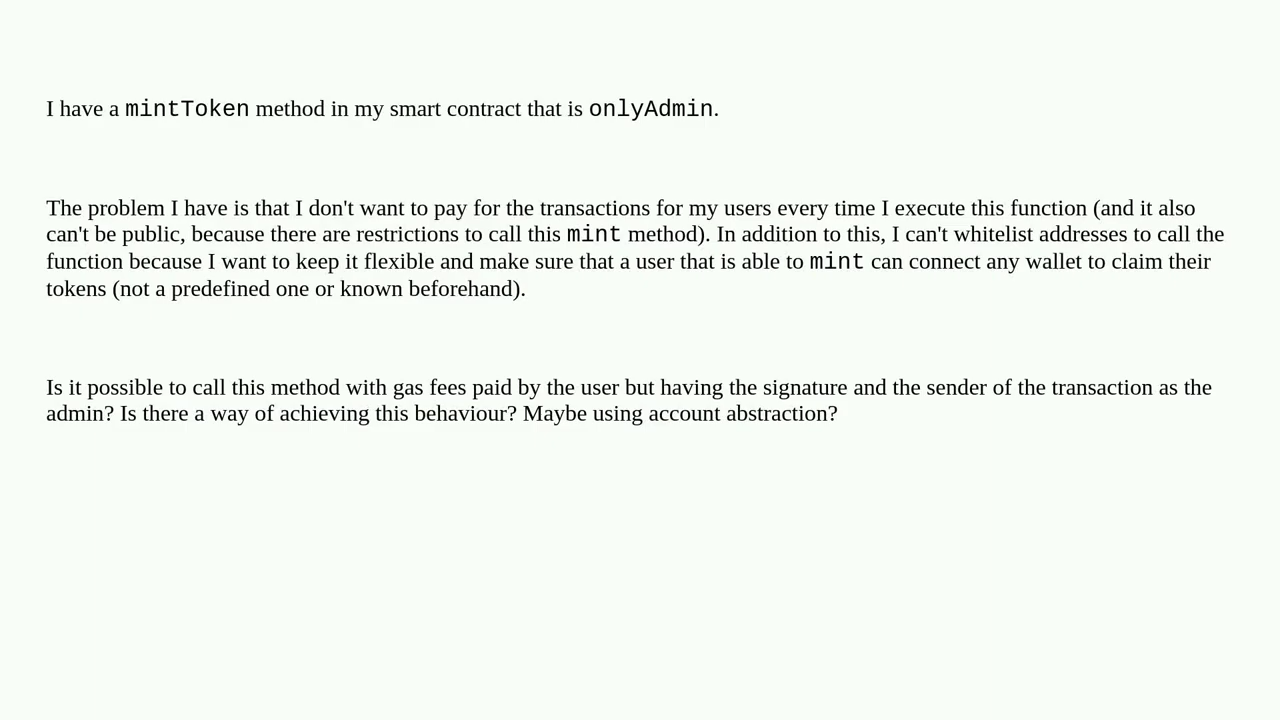 I have a mintToken method in my smart contract that is onlyAdmin.
The problem I have is that I don't want to pay for the transactions for my users every time I execute this function (and it also
can't be public, because there are restrictions to call this mint method). In addition to this, I can't whitelist addresses to call the
function because I want to keep it flexible and make sure that a user that is able to mint can connect any wallet to claim their
tokens (not a predefined one or known beforehand).
Is it possible to call this method with gas fees paid by the user but having the signature and the sender of the transaction as the
admin? Is there a way of achieving this behaviour? Maybe using account abstraction?